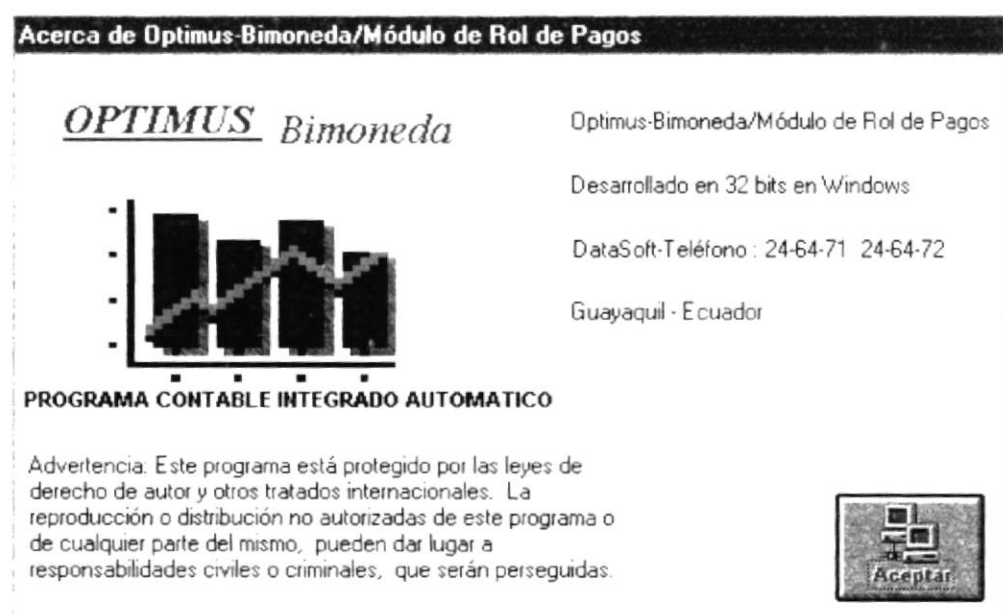 Acerca de Optimus-Bimoneda/Módulo de Rol de Pagos
OPTIMUS Bimoneda
PROGRAMA CONTABLE INTEGRADO AUTOMATICO
Optimus-Bimoneda/Módulo de Rol de Pagos
Desarrollado en 32 bits en Windows
DataSoft-Teléfono : 24-64-71 24-64-72
Guayaquil - Ecuador
Advertencia: Este programa está protegido por las leyes de
derecho de autor y otros tratados internacionales. La
reproducción o distribución no autorizadas de este programa o
de cualquier parte del mismo, pueden dar lugar a
responsabilidades civiles o criminales, que serán perseguidas.
Aceptar